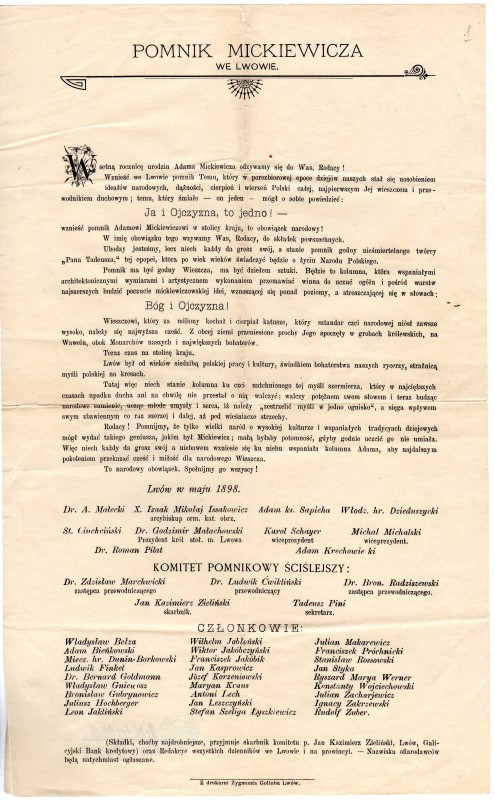 1
POMNIK MICKIEWICZA
WE LWOWIE.
W setną rocznicę urodzin Adama Mickiewicza odzywamy się do Was, Rodacy!
Wznieść we Lwowie pomnik Temu, który w porozbiorowej epoce dziejów naszych stał się uosobieniem
ideałów narodowych, dążności, cierpień i wierzeń Polski całej, najpierwszym Jej wieszczem i prze-
wodnikiem duchowym; temu, który śmiało — on jeden — mógł o sobie powiedzieć:
Ja i Ojczyzna, to jedno! —
wznieść pomnik Adamowi Mickiewiczowi w stolicy kraju, to obowiązek narodowy!
W imię obowiązku tego wzywamy Was, Rodacy, do składek powszechnych.
Ubodzy jesteśmy, lecz niech każdy da grosz swój, a stanie pomnik godny nieśmiertelnego twórcy
„Pana Tadeusza,“ tej epopei, która po wiek wieków świadczyć będzie o życiu Narodu Polskiego.
Pomnik ma być godny Wieszcza, ma być dziełem sztuki. Będzie to kolumna, która wspaniałymi
architektonicznymi wymiarami i artystycznem wykonaniem przemawiać winna do uczuć ogółu i pośród warstw
najszerszych budzić poczucie mickiewiczowskiej idei, wznoszącej się ponad poziomy, a streszczającej się w słowach:
Bóg i Ojczyzna!
Wieszczowi, który za miliony kochał i cierpiał katusze, który sztandar czci narodowej niósł zawsze
wysoko, należy się najwyższa cześć. Z obcej ziemi przeniesione prochy Jego spoczęły w grobach królewskich, na
Wawelu, obok Monarchów naszych i największych bohaterów.
Teraz czas na stolicę kraju.
Lwów był od wieków siedzibą polskiej pracy i kultury, świadkiem bohaterstwa naszych rycerzy, strażnicą
myśli polskiej na kresach.
Tutaj więc niech stanie kolumna ku czci natchnionego tej myśli szermierza, który w najcięższych
czasach upadku ducha ani na chwilę nie przestał o nią walczyć; walczy potężnem swem słowem i teraz budząc
narodowe sumienie, uczy młode umysły i serca, iż należy „zestrzelić myśli w jedno ognisko“, a sięga wpływem
swym zbawiennym co raz szerzej i dalej, aż pod wieśniacze strzechy.
Rodacy! Pomnijmy, że tylko wielki naród o wysokiej kulturze i wspaniałych tradycyach dziejowych
mógł wydać takiego geniusza, jakim był Mickiewicz; małą byłaby potomność, gdyby godnie uczcić go nie umiała.
Więc niech każdy da grosz swój a niebawem wzniesie się ku niebu wspaniała kolumna Adama, aby najdalszym
pokoleniom przekazać cześć i miłość dla narodowego Wieszcza.
To narodowy obowiązek. Spełnijmy go wszyscy!
Lwów w maju 1898.
Dr. A. Małecki X. Izaak Mikołaj Issakowicz Adam ks. Sapieha Włodz. hr. Dzieduszycki
arcybiskup orm. kat. obrz.
St. Ciuchciński Dr. Godzimir Małachowski Karol Schayer Michał Michalski
Prezydent król stoł. m. Lwowa wiceprezydent wiceprezydent.
Dr. Roman Piłat Adam Krechowie ki
KOMITET POMNIKOWY ŚCIŚLEJSZY:
Dr. Zdzisław Marchwicki Dr. Ludwik Ćwikliński Dr. Bron. Radziszewski
zastępca przewodniczącego przewodniczący zastępca przewodniczącego.
Jan Kazimierz Zieliński Tadeusz Pini
skarbnik. sekretarz.
CZŁONKOWIE:
Władysław Bełza Wilhelm Jabłoński Julian Makarewicz
Adam Bieńkowski Wiktor Jakóbczyński Franciszek Próchnicki
Miecz. hr. Dunin-Borkowski Franciszek Jakóbik Stanisław Rossowski
Ludwik Finkel Jan Kasprowicz Jan Styka
Dr. Bernard Goldmann Józef Korzeniowski Ryszard Marya Werner
Władysław Gniewosz Maryan Kraus Konstanty Wojciechowski
Bronisław Gubrynowicz Antoni Lech Julian Zacharjewicz
Juliusz Hochberger Jan Leszczyński Ignacy Zakrzewski
Leon Jakliński Stefan Szeliga Łyszkiewicz Rudolf Zuber.
(Składki, choćby najdrobniejsze, przyjmuje skarbnik komitetu p. Jan Kazimierz Zieliński, Lwów, Gali-
cyjski Bank kredytowy) oraz Redakcye wszystkich dzienników we Lwowie i na prowincyi. — Nazwiska ofiarodawców
będą natychmiast ogłaszane.
Z drukarni Zygmunta Golloba Lwów.